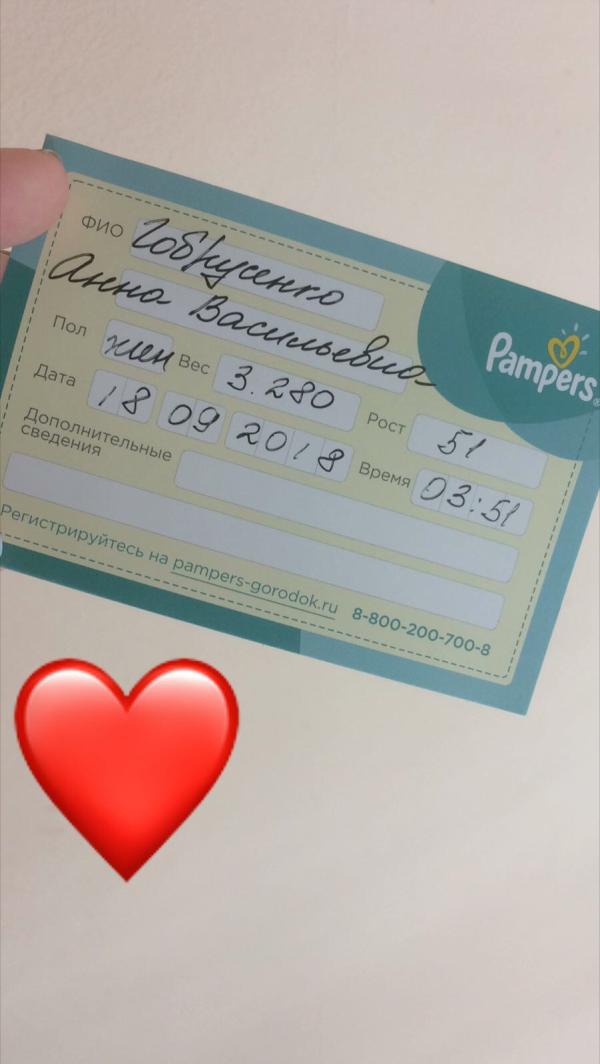 ФИО Гобрусенко
Анна Васильевна
Pampers
Пол жен Вес 3.280 Рост 51
Дата 18 09 2018 Время 03:51
Дополнительные
сведения
Регистрируйтесь на pampers-gorodok.ru 8-800-200-700-8